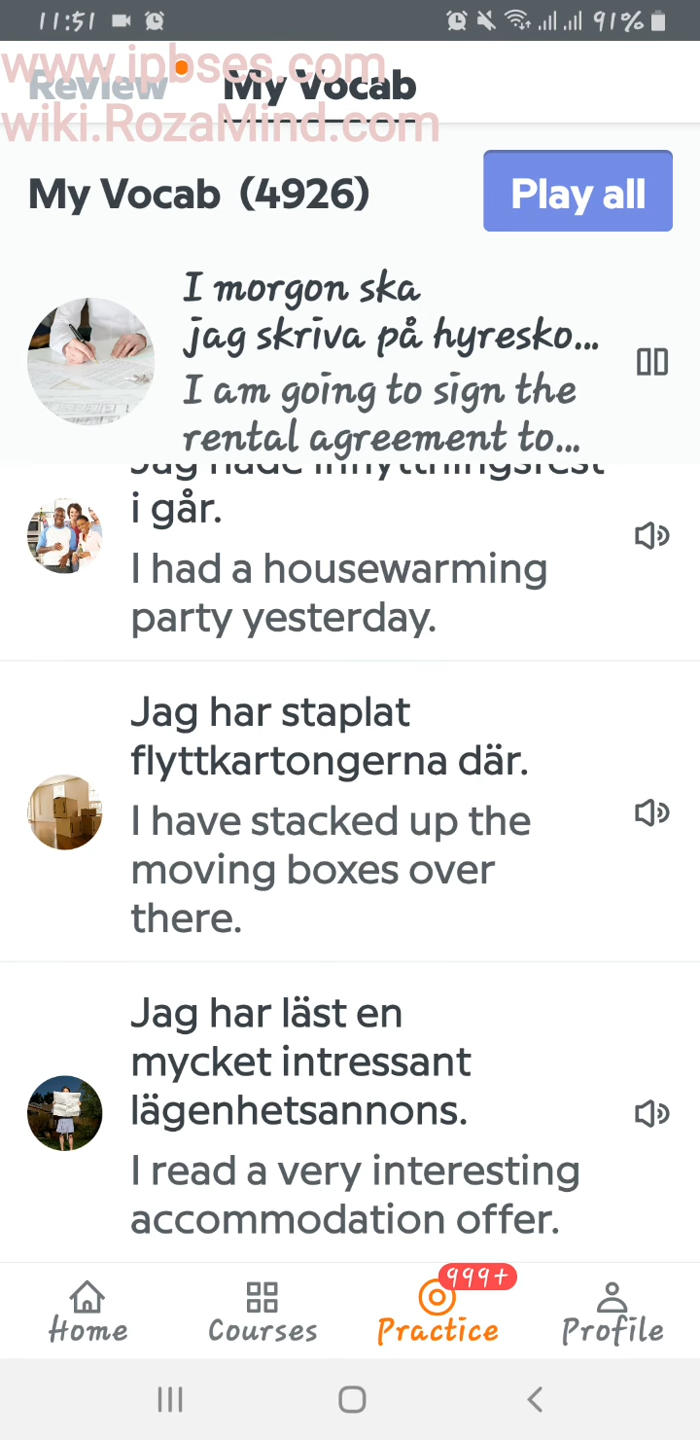 11:51
91%
www.ipbses.com
Review
My Vocab
wiki.RozaMind.com
My Vocab (4926)
Play all
I morgon ska
jag skriva på hyresko...
I am going to sign the
rental agreement to...
Jag hade inflyttningsfest
i går.
I had a housewarming
party yesterday.
Jag har staplat
flyttkartongerna där.
I have stacked up the
moving boxes over
there.
Jag har läst en
mycket intressant
lägenhetsannons.
I read a very interesting
accommodation offer.
999+
Home
Courses
Practice
Profile